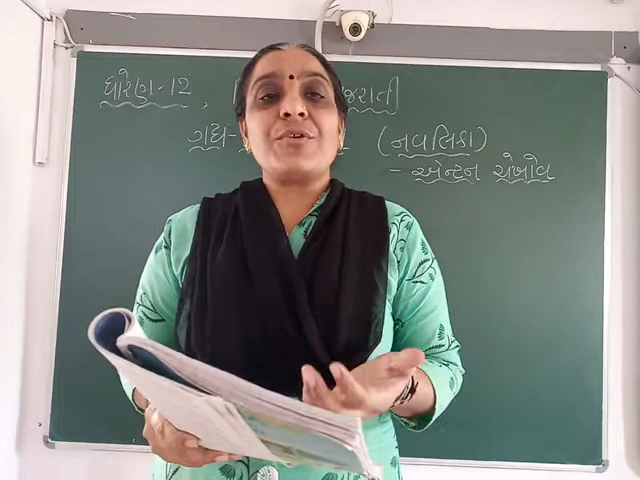 ધોરણ-12,
ગદ્ય- (નવલિકા)
- એન્ટન ચેખોવ